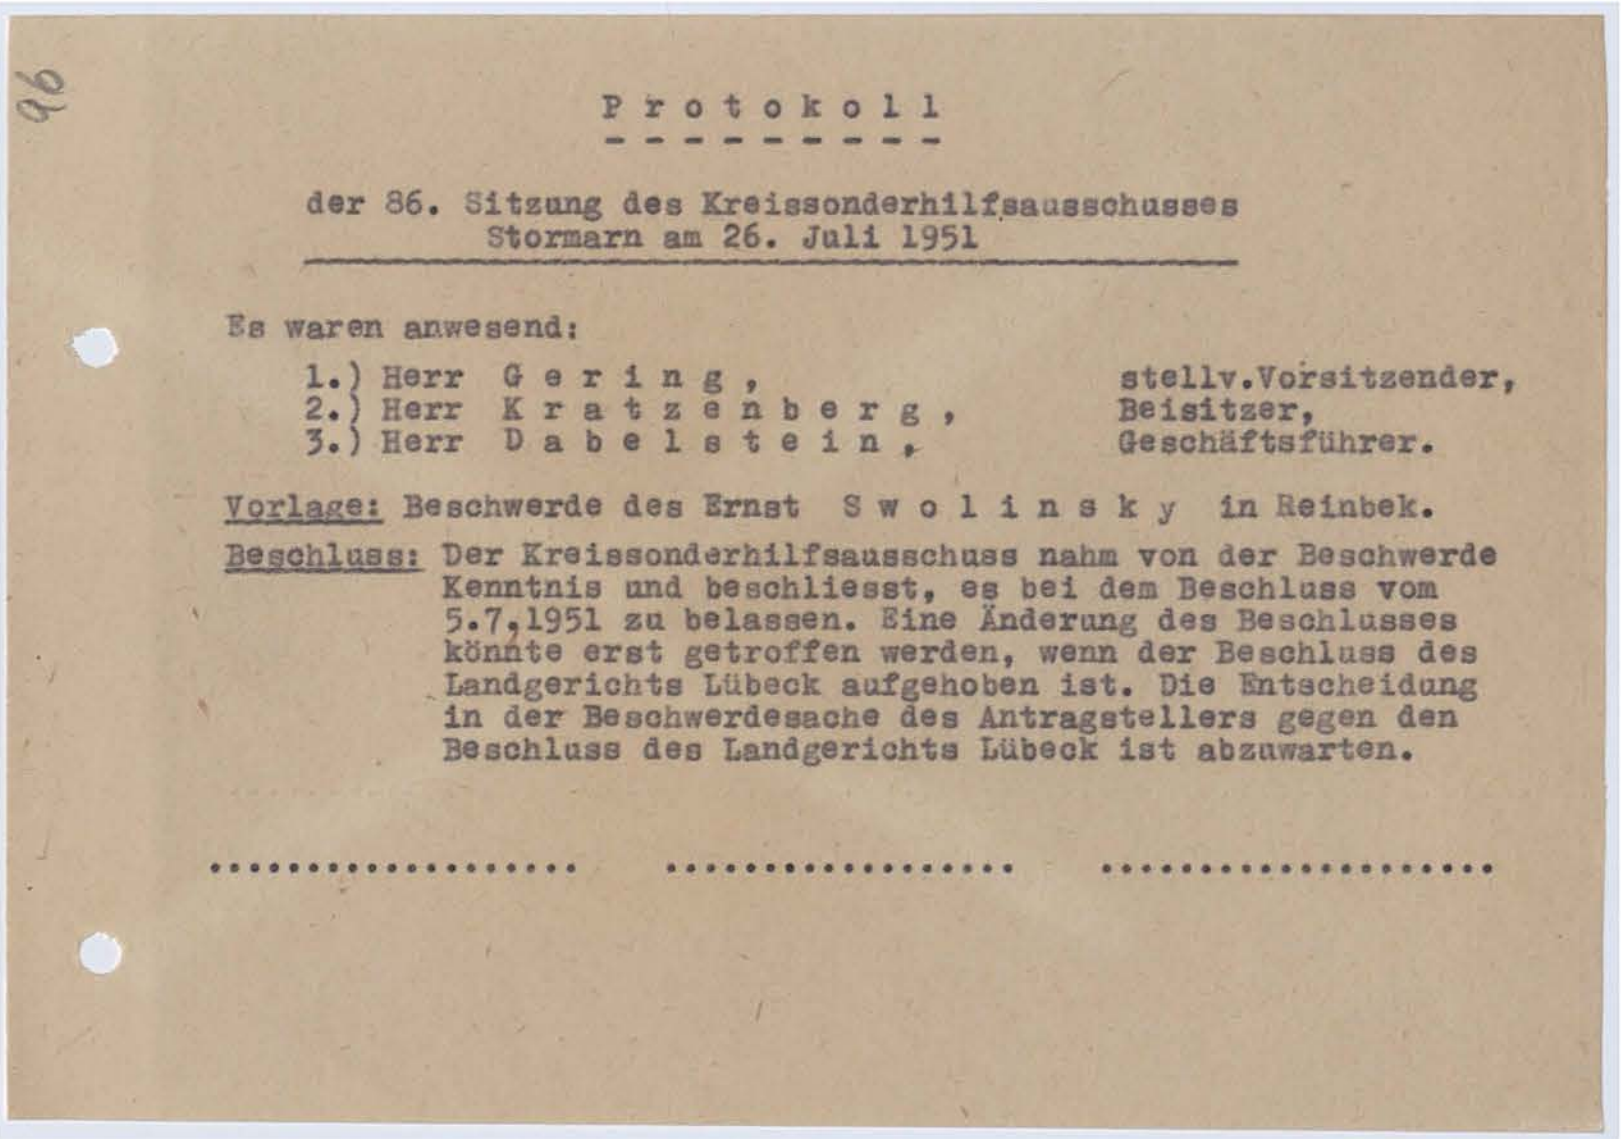 96
P r o t o k o l l
- - - - - - - - -
der 86. Sitzung des Kreissonderhilfsausschusses
Stormarn am 26. Juli 1951
Es waren anwesend:
1.) Herr G e r i n g , stellv.Vorsitzender,
2.) Herr K r a t z e n b e r g , Beisitzer,
3.) Herr D a b e l s t e i n , Geschäftsführer.
Vorlage: Beschwerde des Ernst S w o l i n s k y in Reinbek.
Beschluss: Der Kreissonderhilfsausschuss nahm von der Beschwerde
Kenntnis und beschliesst, es bei dem Beschluss vom
5.7.1951 zu belassen. Eine Änderung des Beschlusses
könnte erst getroffen werden, wenn der Beschluss des
Landgerichts Lübeck aufgehoben ist. Die Entscheidung
in der Beschwerdesache des Antragstellers gegen den
Beschluss des Landgerichts Lübeck ist abzuwarten.
................... .................. ....................